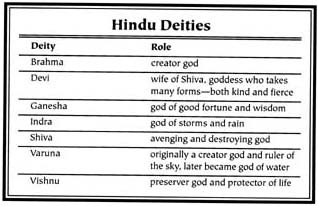 Hindu Deities
Deity Role
Brahma creator god
Devi wife of Shiva, goddess who takes
many forms—both kind and fierce
Ganesha god of good fortune and wisdom
Indra god of storms and rain
Shiva avenging and destroying god
Varuna originally a creator god and ruler of
the sky, later became god of water
Vishnu preserver god and protector of life